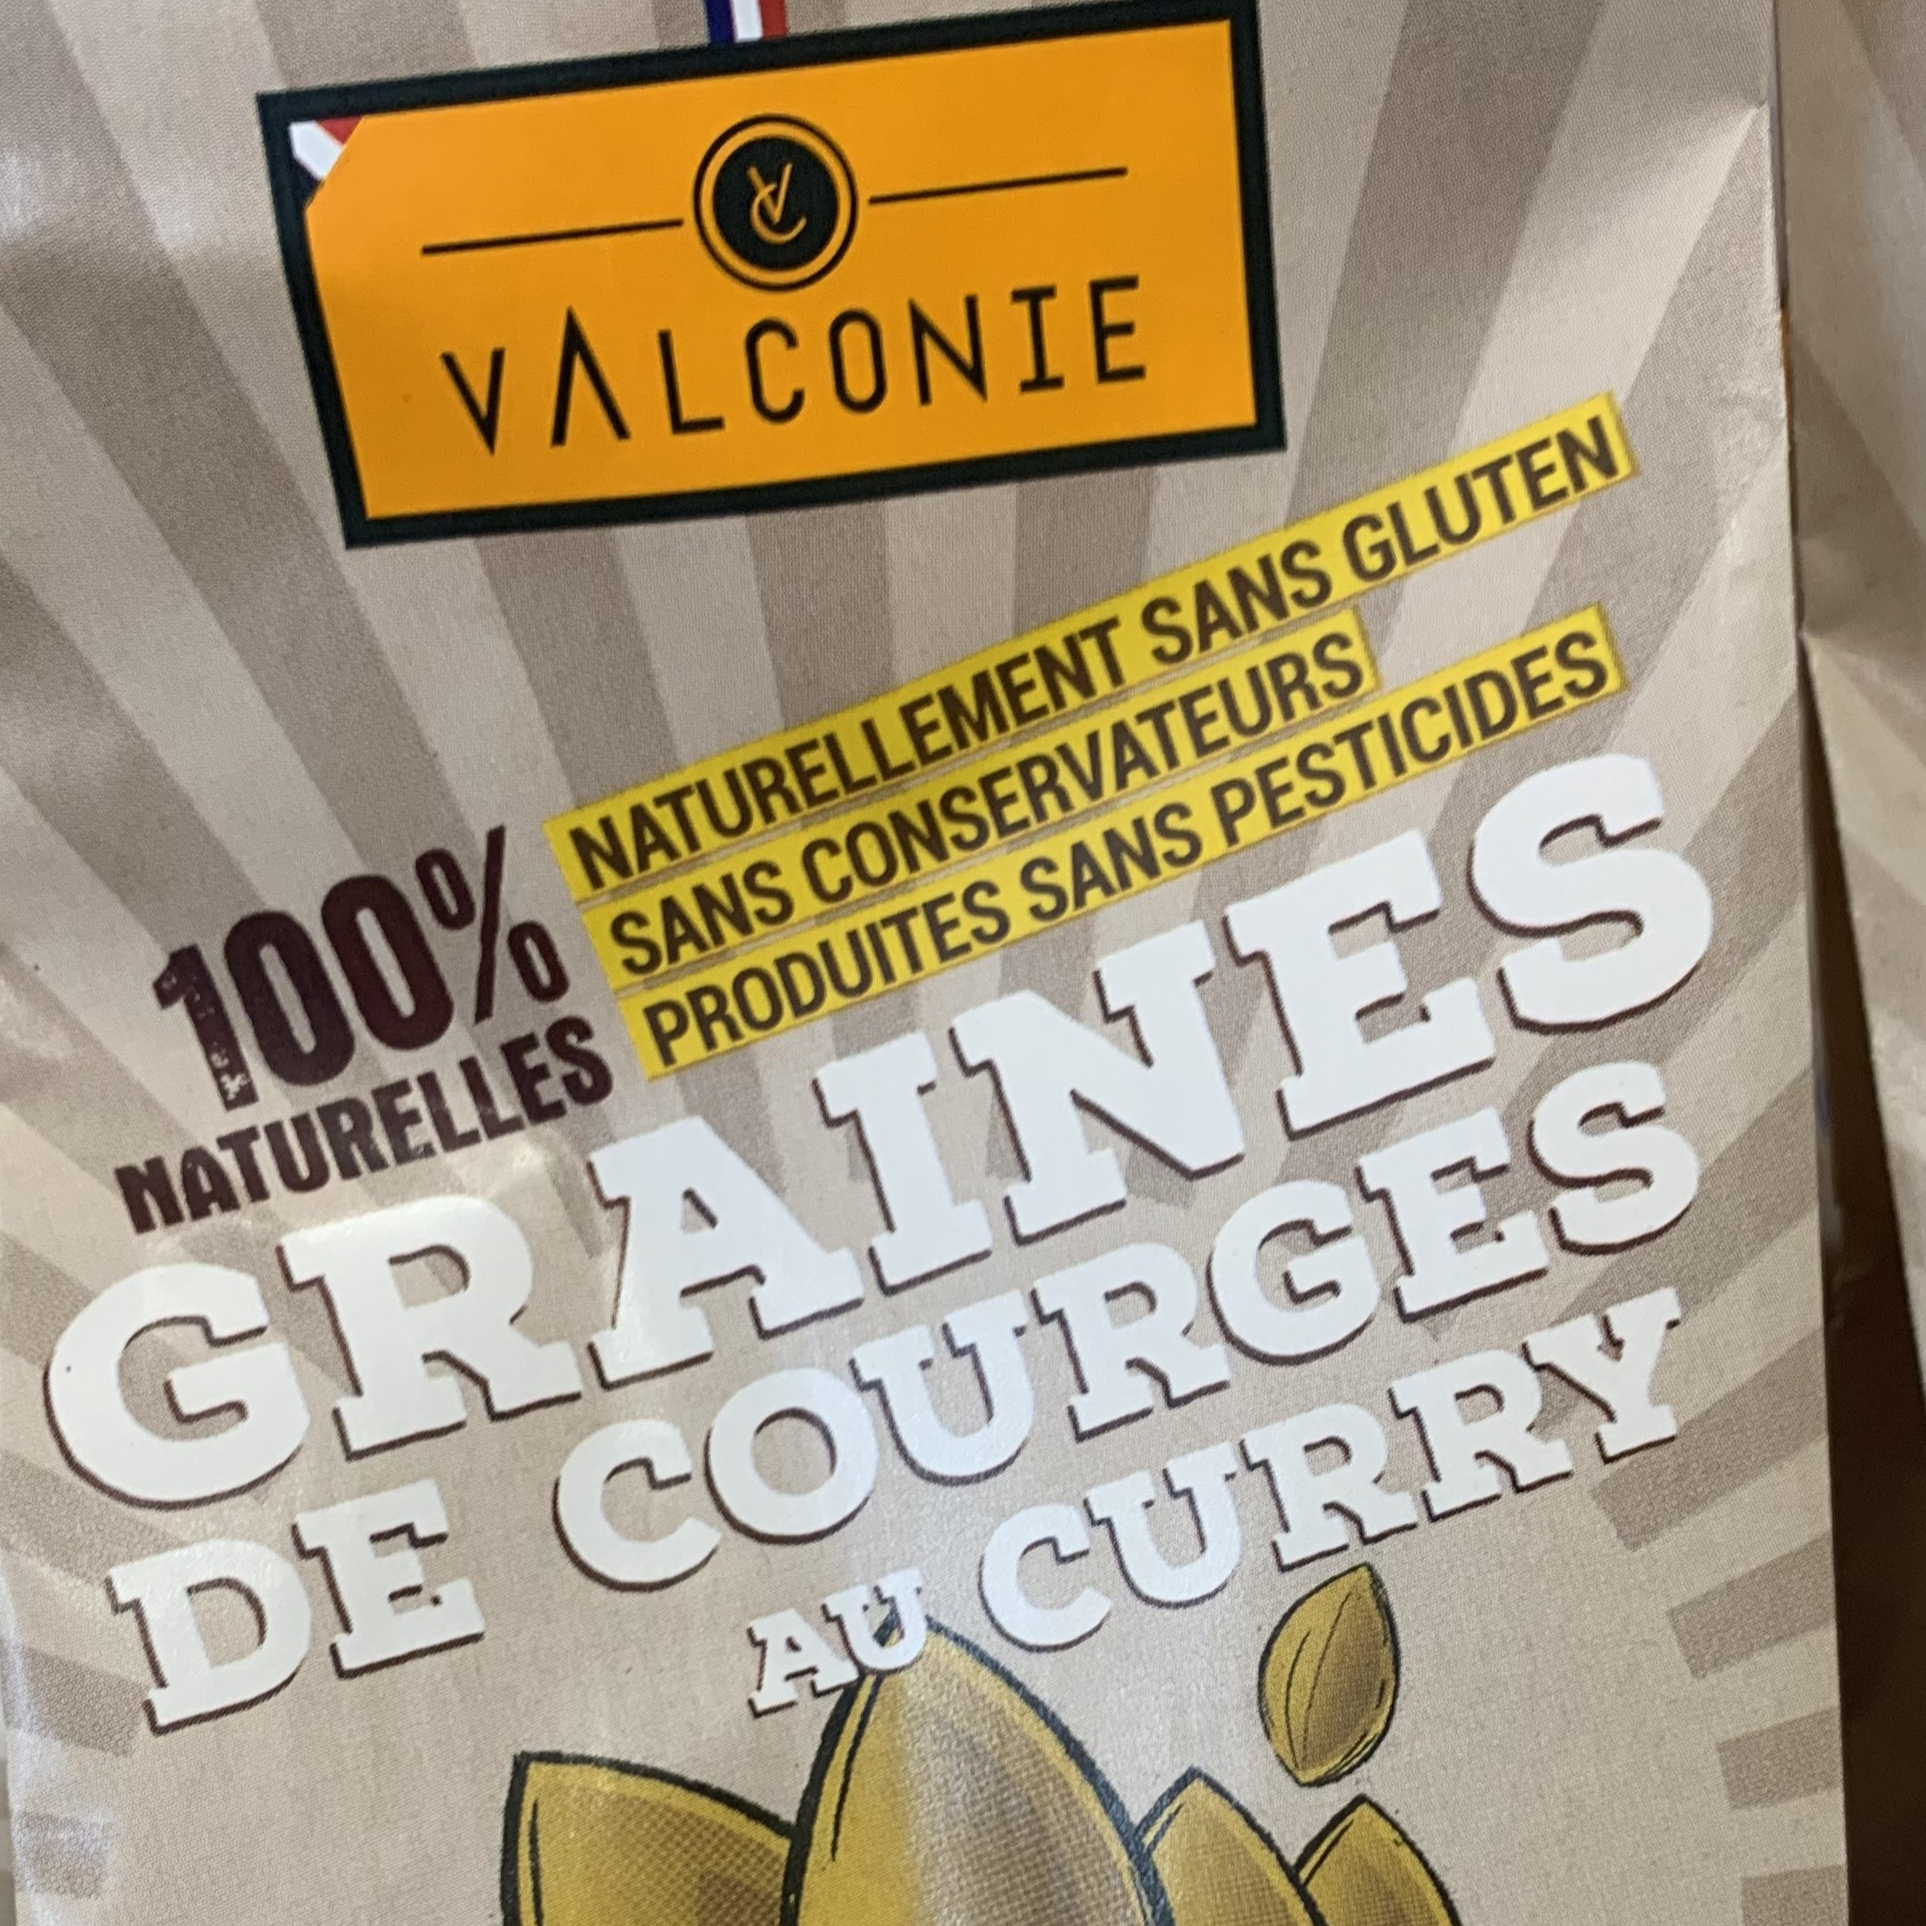 VALCONIE
NATURELLEMENT SANS GLUTEN
SANS CONSERVATEURS
PRODUITES SANS PESTICIDES
100%
NATURELLES
GRAINES
DE COURGES
AU CURRY